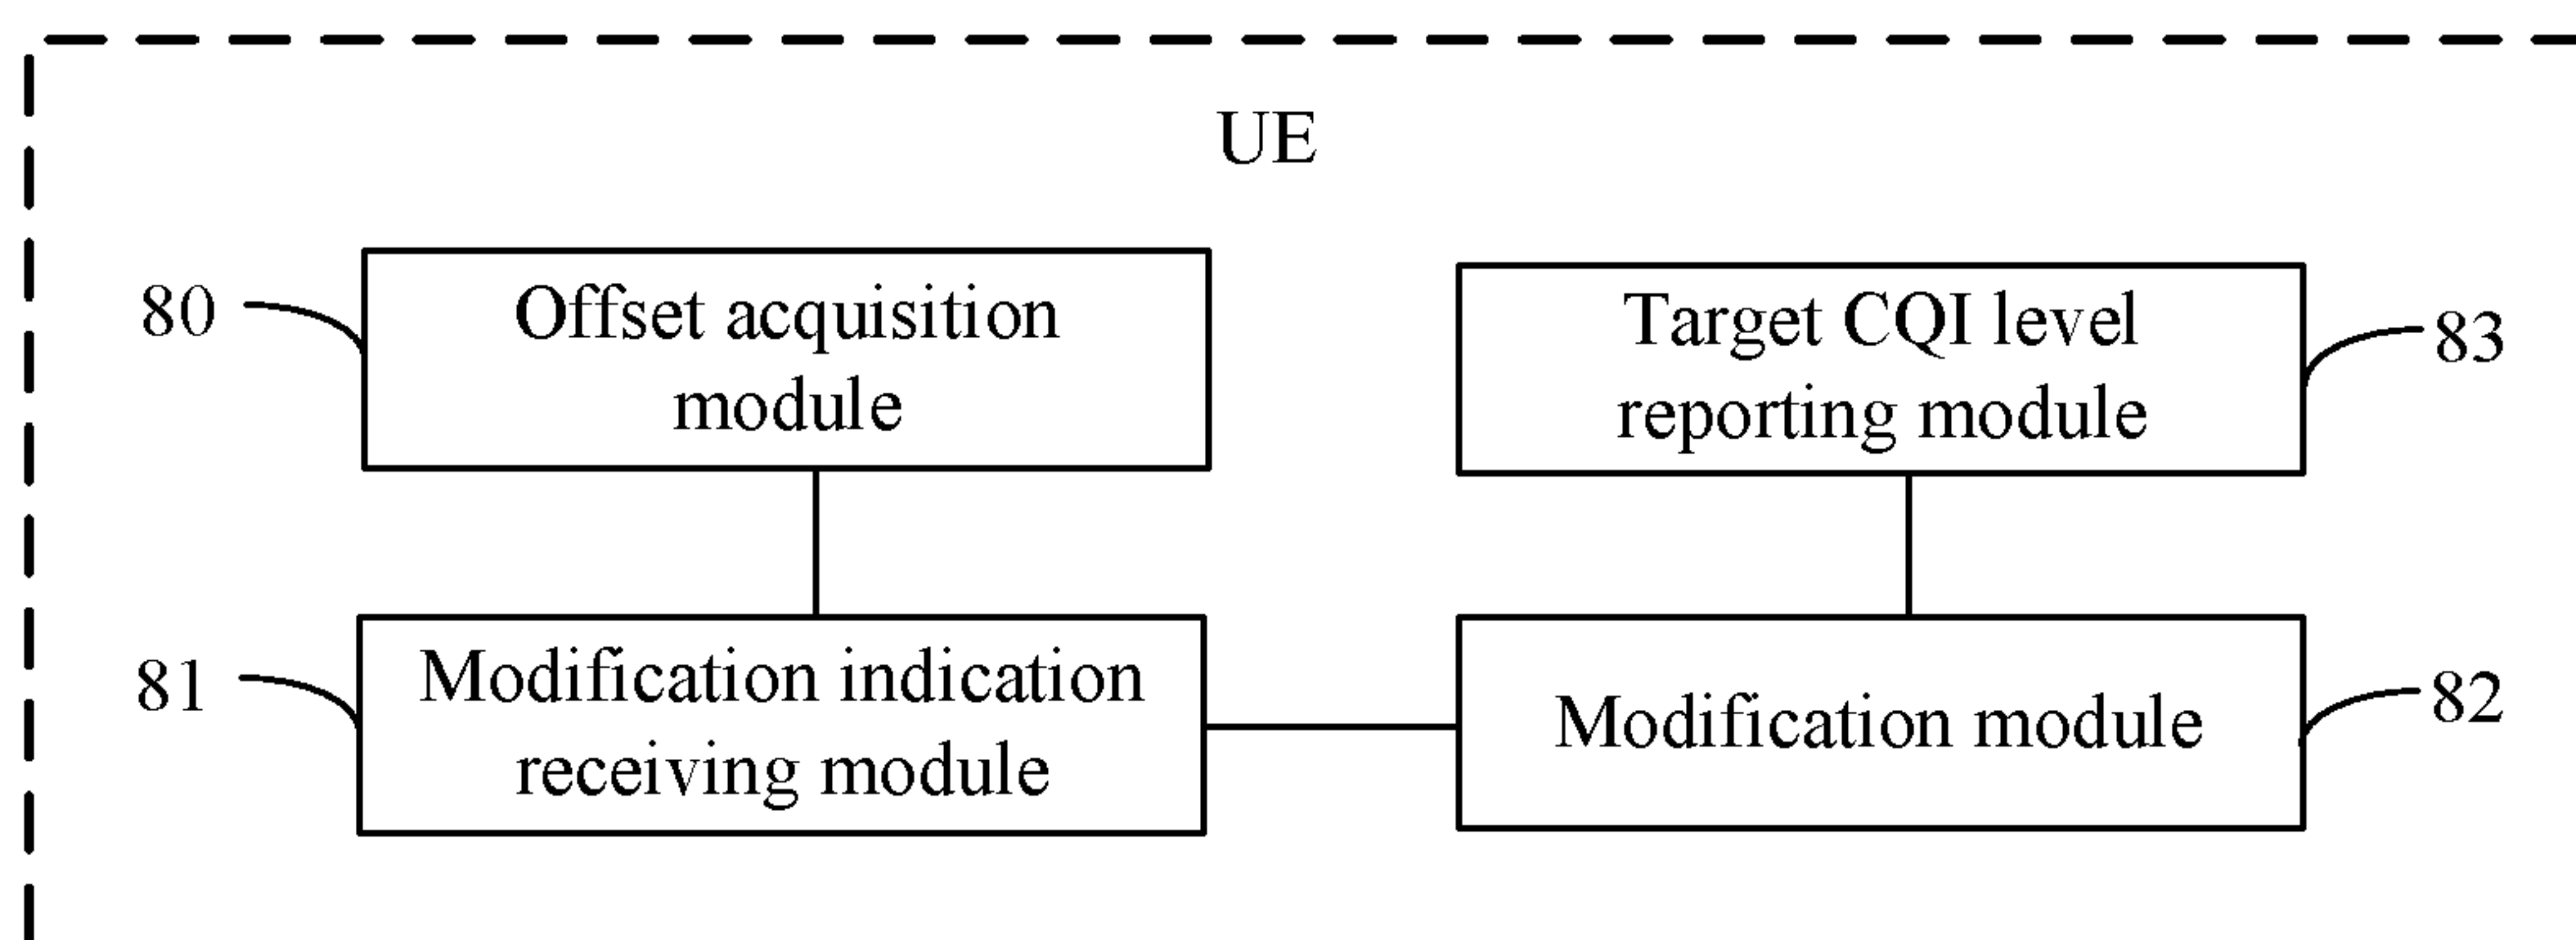 UE
80
Offset acquisition
module
Target CQI level
reporting module
83
81
Modification indication
receiving module
Modification module
82